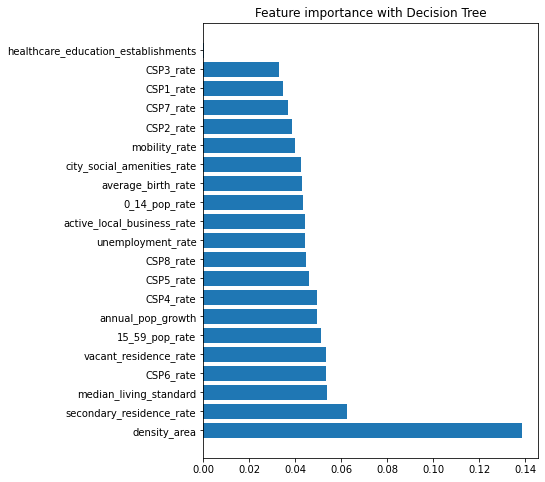 Feature importance with Decision Tree
healthcare_education_establishments
CSP3_rate
CSP1_rate
CSP7_rate
CSP2_rate
mobility_rate
city_social_amenities_rate
average_birth_rate
0_14_pop_rate
active_local_business_rate
unemployment_rate
CSP8_rate
CSP5_rate
CSP4_rate
annual_pop_growth
15_59_pop_rate
vacant_residence_rate
CSP6_rate
median_living_standard
secondary_residence_rate
density_area
0.00 0.02 0.04 0.06 0.08 0.10 0.12 0.14